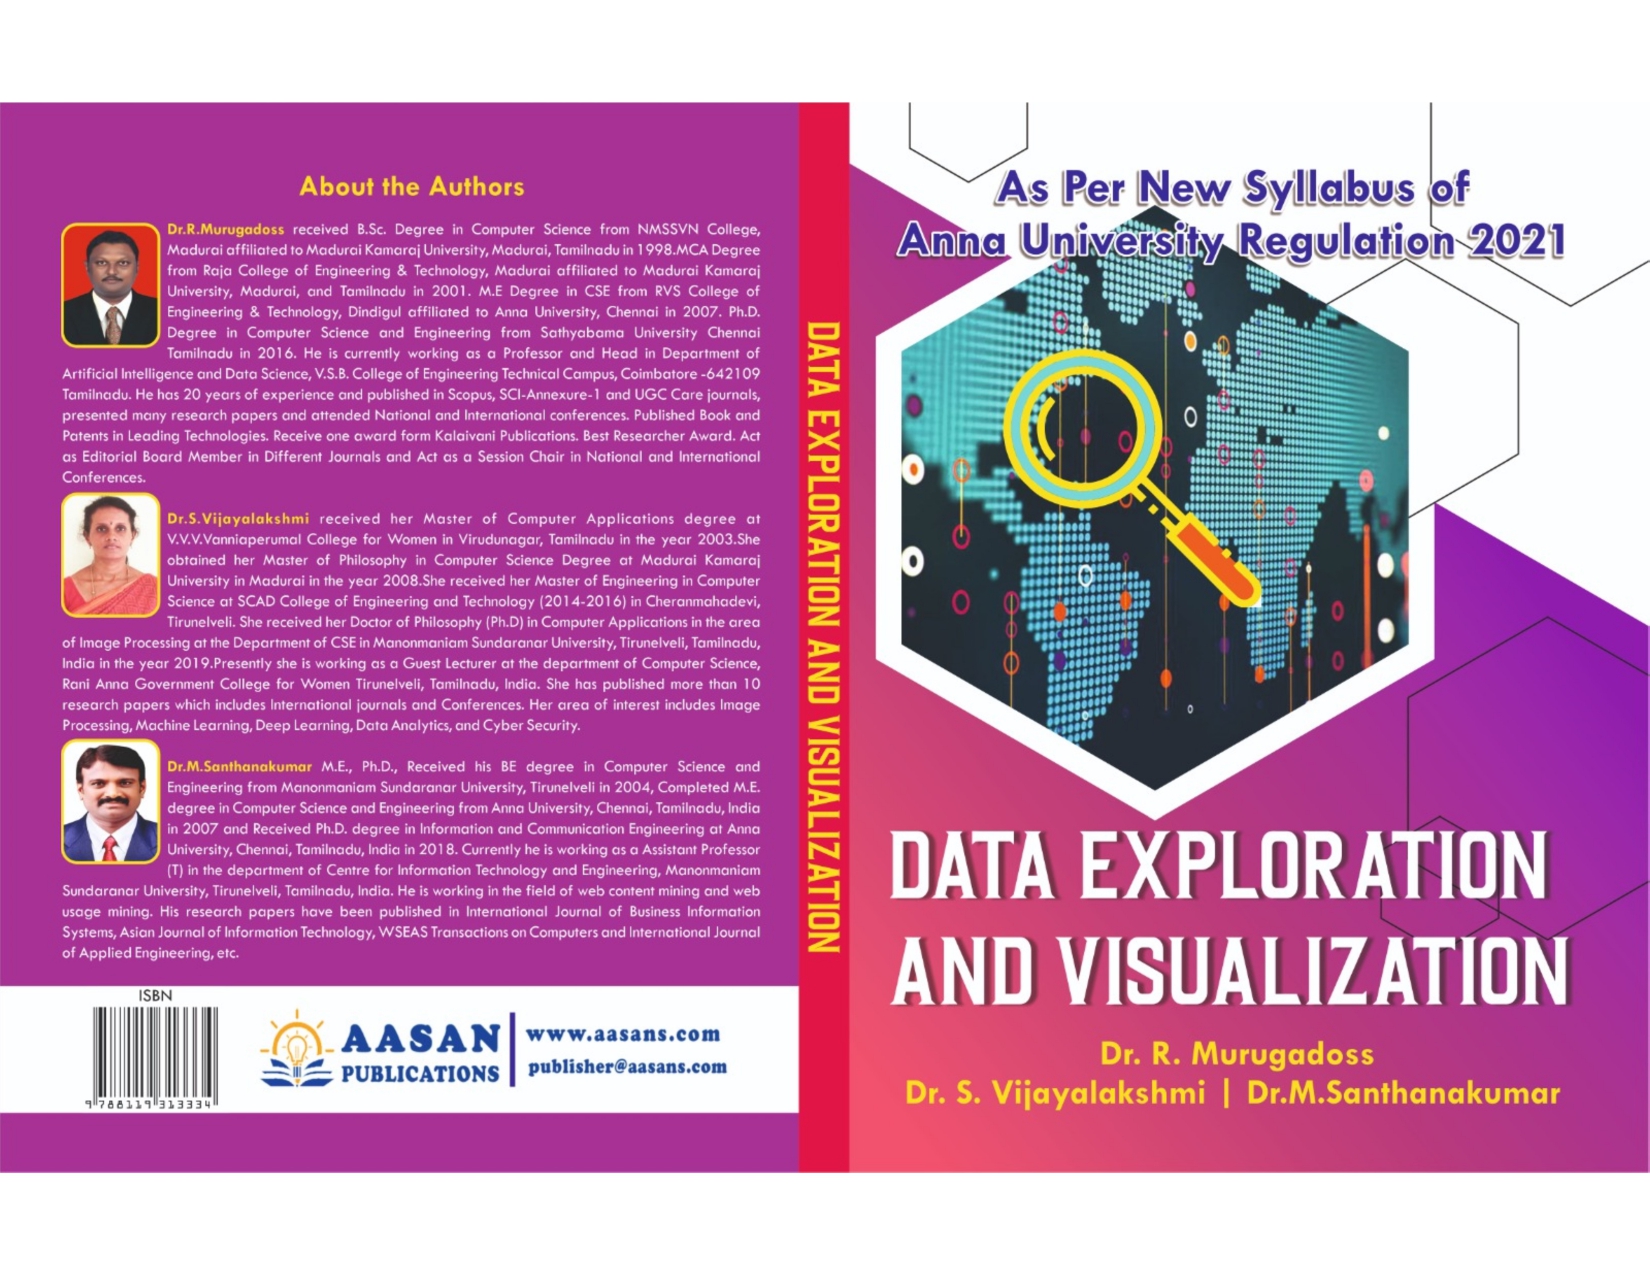 About the Authors
Dr.R.Murugadoss received B.Sc. Degree in Computer Science from NMSSVN College,
Madurai affiliated to Madurai Kamaraj University, Madurai, Tamilnadu in 1998.MCA Degree
from Raja College of Engineering & Technology, Madurai affiliated to Madurai Kamaraj
University, Madurai, and Tamilnadu in 2001. M.E Degree in CSE from RVS College of
Engineering & Technology, Dindigul affiliated to Anna University, Chennai in 2007. Ph.D.
Degree in Computer Science and Engineering from Sathyabama University Chennai
Tamilnadu in 2016. He is currently working as a Professor and Head in Department of
Artificial Intelligence and Data Science, V.S.B. College of Engineering Technical Campus, Coimbatore -642109
Tamilnadu. He has 20 years of experience and published in Scopus, SCI-Annexure-1 and UGC Care journals,
presented many research papers and attended National and International conferences. Published Book and
Patents in Leading Technologies. Receive one award form Kalaivani Publications. Best Researcher Award. Act
as Editorial Board Member in Different Journals and Act as a Session Chair in National and International
Conferences.
Dr.S.Vijayalakshmi received her Master of Computer Applications degree at
V.V.V.Vanniaperumal College for Women in Virudunagar, Tamilnadu in the year 2003.She
obtained her Master of Philosophy in Computer Science Degree at Madurai Kamaraj
University in Madurai in the year 2008.She received her Master of Engineering in Computer
Science at SCAD College of Engineering and Technology (2014-2016) in Cheranmahadevi,
Tirunelveli. She received her Doctor of Philosophy (Ph.D) in Computer Applications in the area
of Image Processing at the Department of CSE in Manonmaniam Sundaranar University, Tirunelveli, Tamilnadu,
India in the year 2019.Presently she is working as a Guest Lecturer at the department of Computer Science,
Rani Anna Government College for Women Tirunelveli, Tamilnadu, India. She has published more than 10
research papers which includes International journals and Conferences. Her area of interest includes Image
Processing, Machine Learning, Deep Learning, Data Analytics, and Cyber Security.
Dr.M.Santhanakumar M.E., Ph.D., Received his BE degree in Computer Science and
Engineering from Manonmaniam Sundaranar University, Tirunelveli in 2004, Completed M.E.
degree in Computer Science and Engineering from Anna University, Chennai, Tamilnadu, India
in 2007 and Received Ph.D. degree in Information and Communication Engineering at Anna
University, Chennai, Tamilnadu, India in 2018. Currently he is working as a Assistant Professor
(T) in the department of Centre for Information Technology and Engineering, Manonmaniam
Sundaranar University, Tirunelveli, Tamilnadu, India. He is working in the field of web content mining and web
usage mining. His research papers have been published in International Journal of Business Information
Systems, Asian Journal of Information Technology, WSEAS Transactions on Computers and International Journal
of Applied Engineering, etc.
ISBN
9 788119 313334
AASAN
PUBLICATIONS
www.aasans.com
publisher@aasans.com
DATA EXPLORATION AND VISUALIZATION
As Per New Syllabus of
Anna University Regulation 2021
DATA EXPLORATION
AND VISUALIZATION
Dr. R. Murugadoss
Dr. S. Vijayalakshmi | Dr.M.Santhanakumar